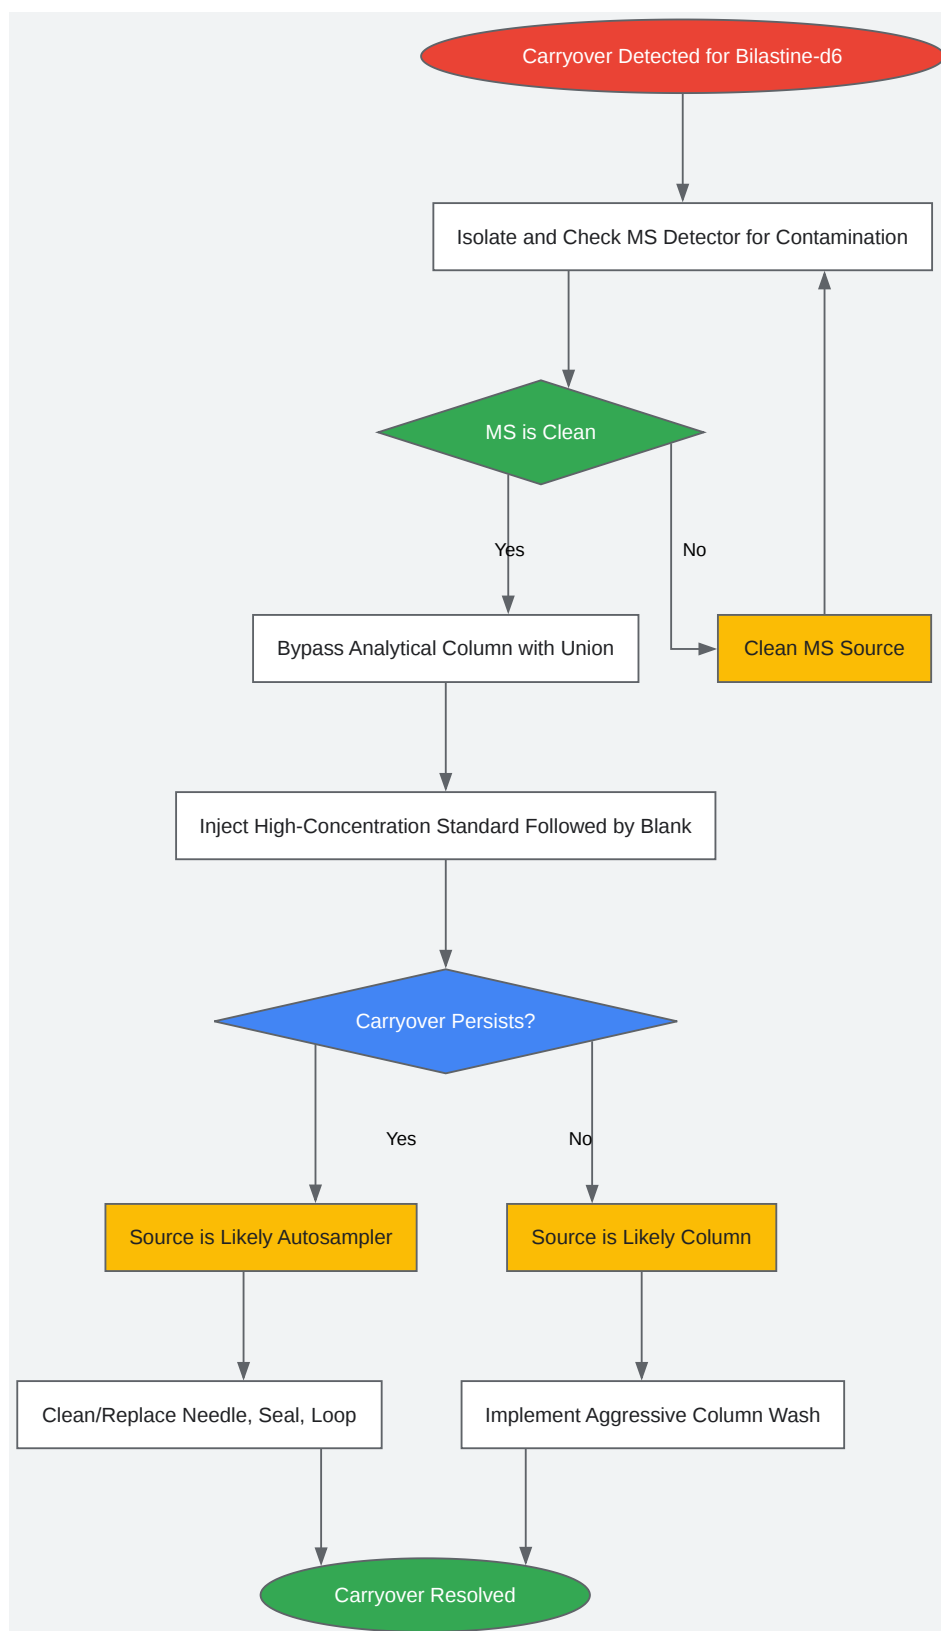 Carryover Detected for Bilastine-d6
Isolate and Check MS Detector for Contamination
MS is Clean
Yes
No
Bypass Analytical Column with Union
Clean MS Source
Inject High-Concentration Standard Followed by Blank
Carryover Persists?
Yes
No
Source is Likely Autosampler
Source is Likely Column
Clean/Replace Needle, Seal, Loop
Implement Aggressive Column Wash
Carryover Resolved